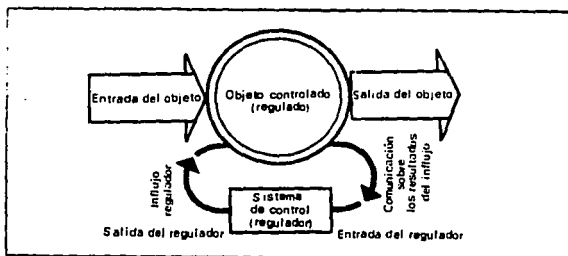 Entrada del objeto
Objeto controlado
(regulado)
Salida del objeto
Influjo
regulador
Comunicación
sobre
los resultados
del influjo
Sistema
de control
(regulador)
Salida del regulador
Entrada del regulador